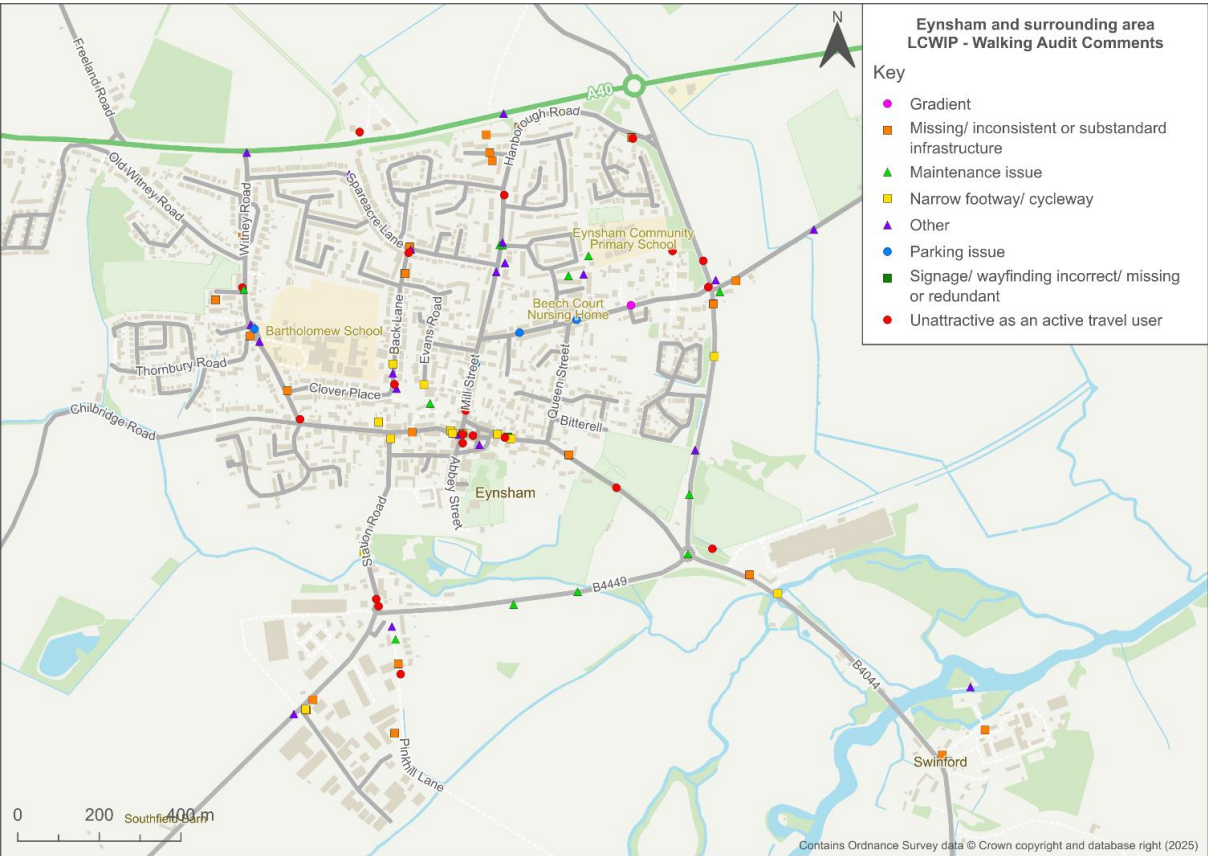 N
Eynsham and surrounding area
LCWIP - Walking Audit Comments
Key
Gradient
Missing/ inconsistent or substandard
infrastructure
Maintenance issue
Narrow footway/ cycleway
Other
Parking issue
Signage/ wayfinding incorrect/ missing
or redundant
Unattractive as an active travel user
Freeland Road
A40
Hanborough Road
Old Witney Road
Witney Road
Spareacre Lane
Eynsham Community
Primary School
Beech Court
Nursing Home
Bartholomew School
Back Lane
Evans Road
Mill Street
Queen Street
Thornbury Road
Clover Place
Chilbridge Road
Bitterell
Abbey Street
Eynsham
Station Road
B4449
B4044
Pinkhill Lane
Swinford
0 200 400 m
Southfield Barn
Contains Ordnance Survey data © Crown copyright and database right (2025)